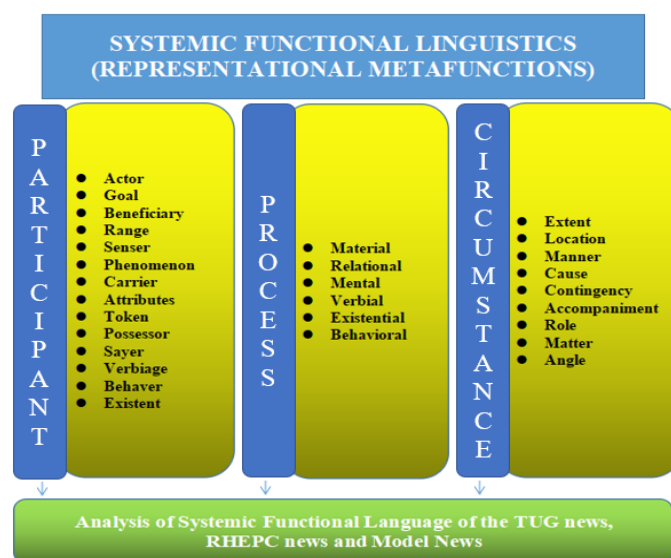 SYSTEMIC FUNCTIONAL LINGUISTICS
(REPRESENTATIONAL METAFUNCTIONS)
PARTICIPANT
Actor
Goal
Beneficiary
Range
Senser
Phenomenon
Carrier
Attributes
Token
Possessor
Sayer
Verbiage
Behaver
Existent
PROCESS
Material
Relational
Mental
Verbial
Existential
Behavioral
CIRCUMSTANCE
Extent
Location
Manner
Cause
Contingency
Accompaniment
Role
Matter
Angle
Analysis of Systemic Functional Language of the TUG news,
RHEPC news and Model News